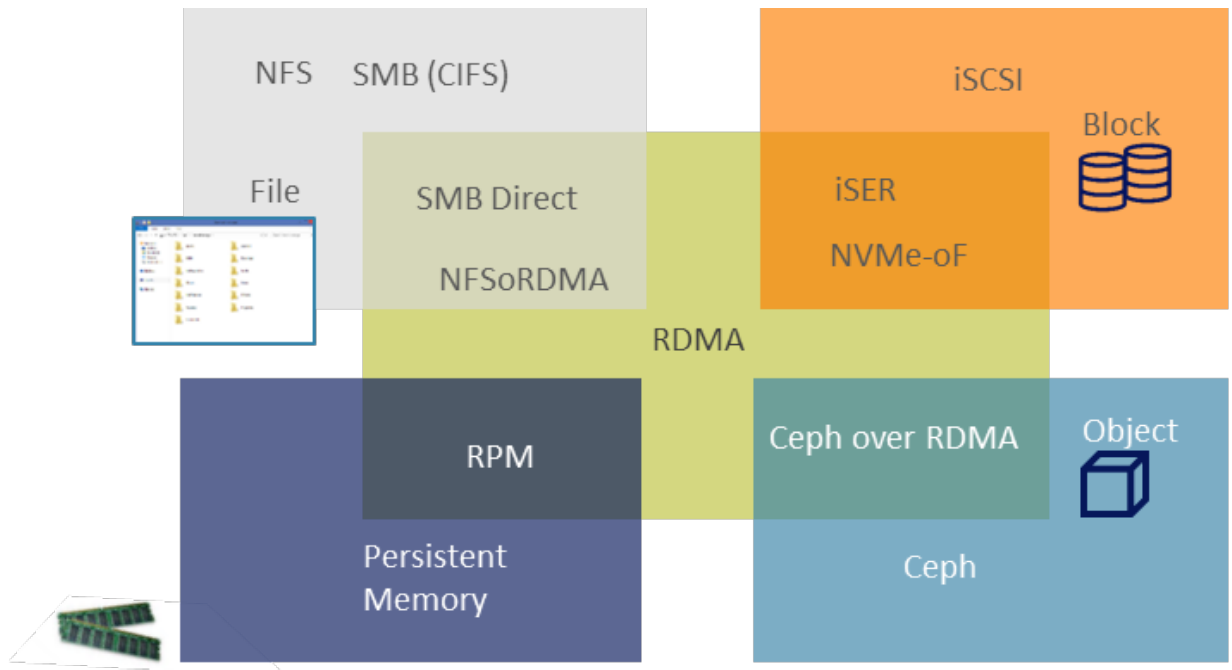 NFS SMB (CIFS)
iSCSI
Block
File
SMB Direct
iSER
NFSoRDMA
NVMe-oF
RDMA
RPM
Ceph over RDMA
Object
Persistent
Memory
Ceph